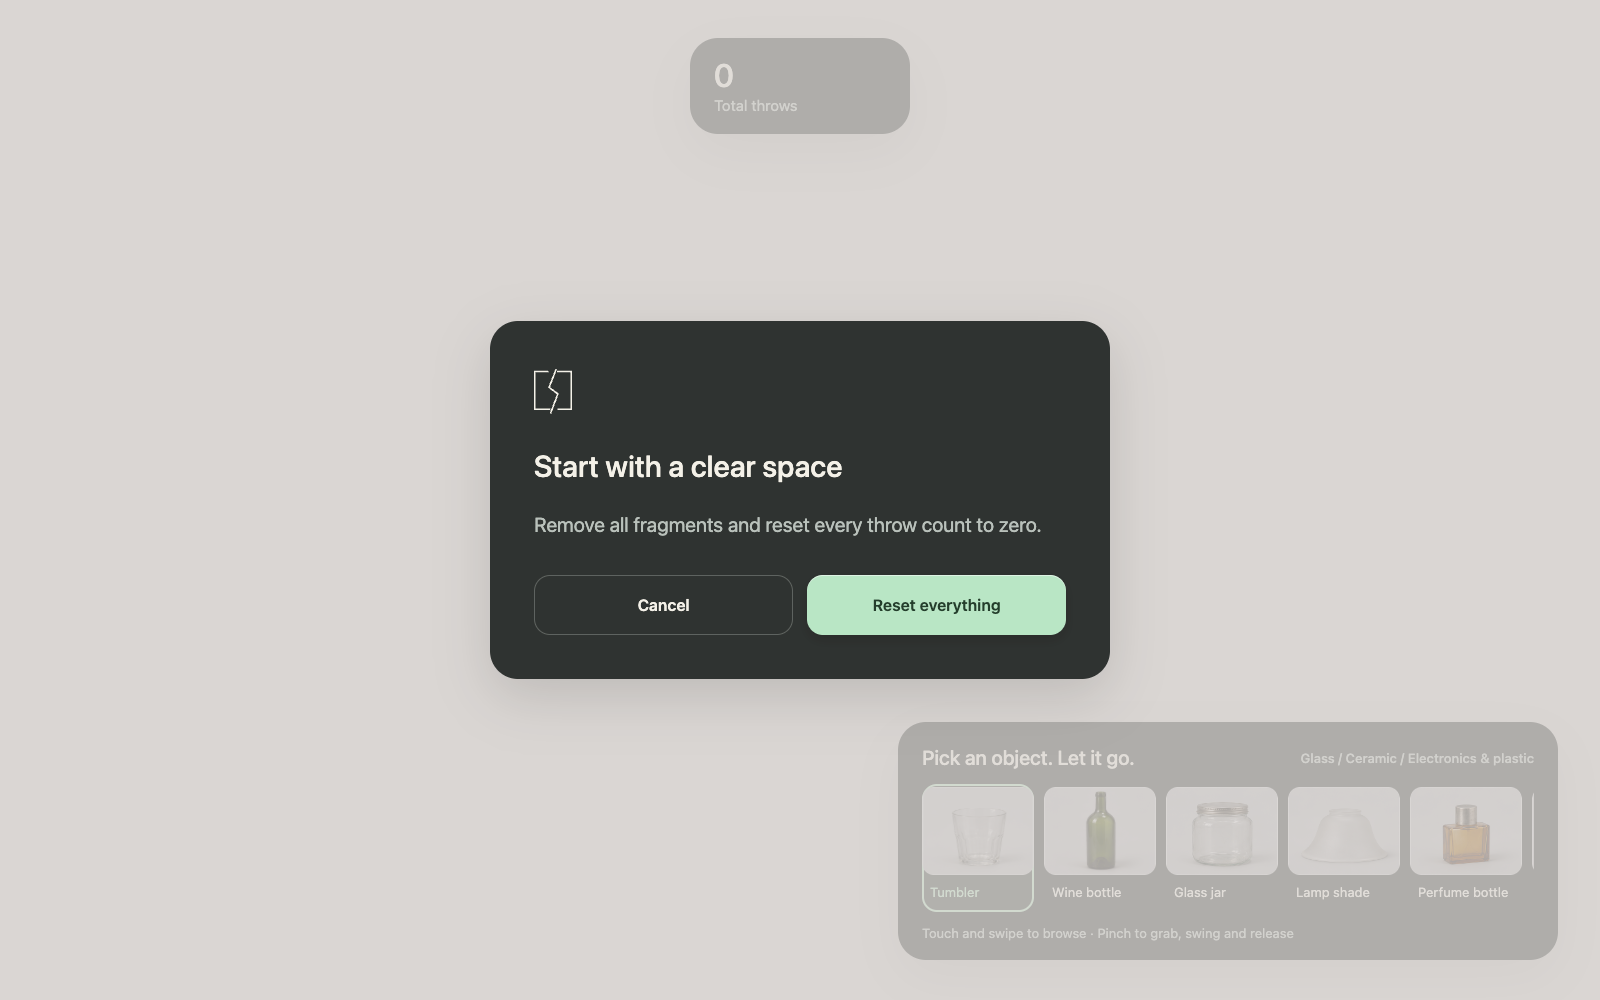 0
Total throws
Start with a clear space
Remove all fragments and reset every throw count to zero.
Cancel
Reset everything
Pick an object. Let it go.
Glass / Ceramic / Electronics & plastic
Tumbler
Wine bottle
Glass jar
Lamp shade
Perfume bottle
Touch and swipe to browse · Pinch to grab, swing and release